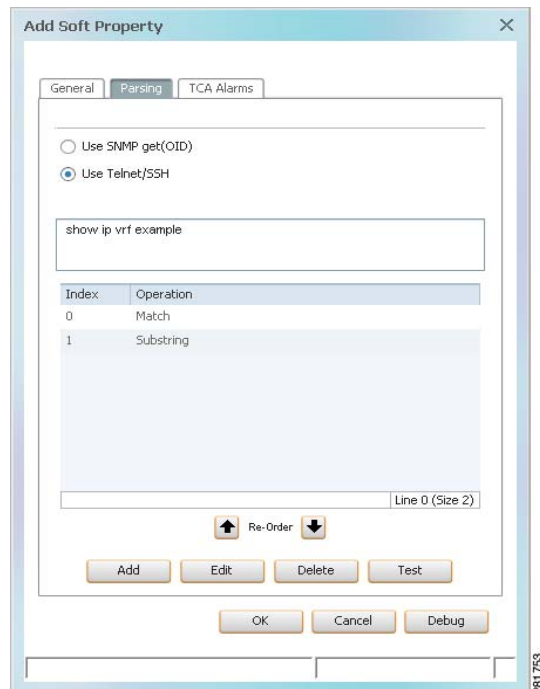 Add Soft Property
General Parsing TCA Alarms
Use SNMP get(OID)
Use Telnet/SSH
show ip vrf example
Index Operation
0 Match
1 Substring
Line 0 (Size 2)
Re-Order
Add Edit Delete Test
OK Cancel Debug